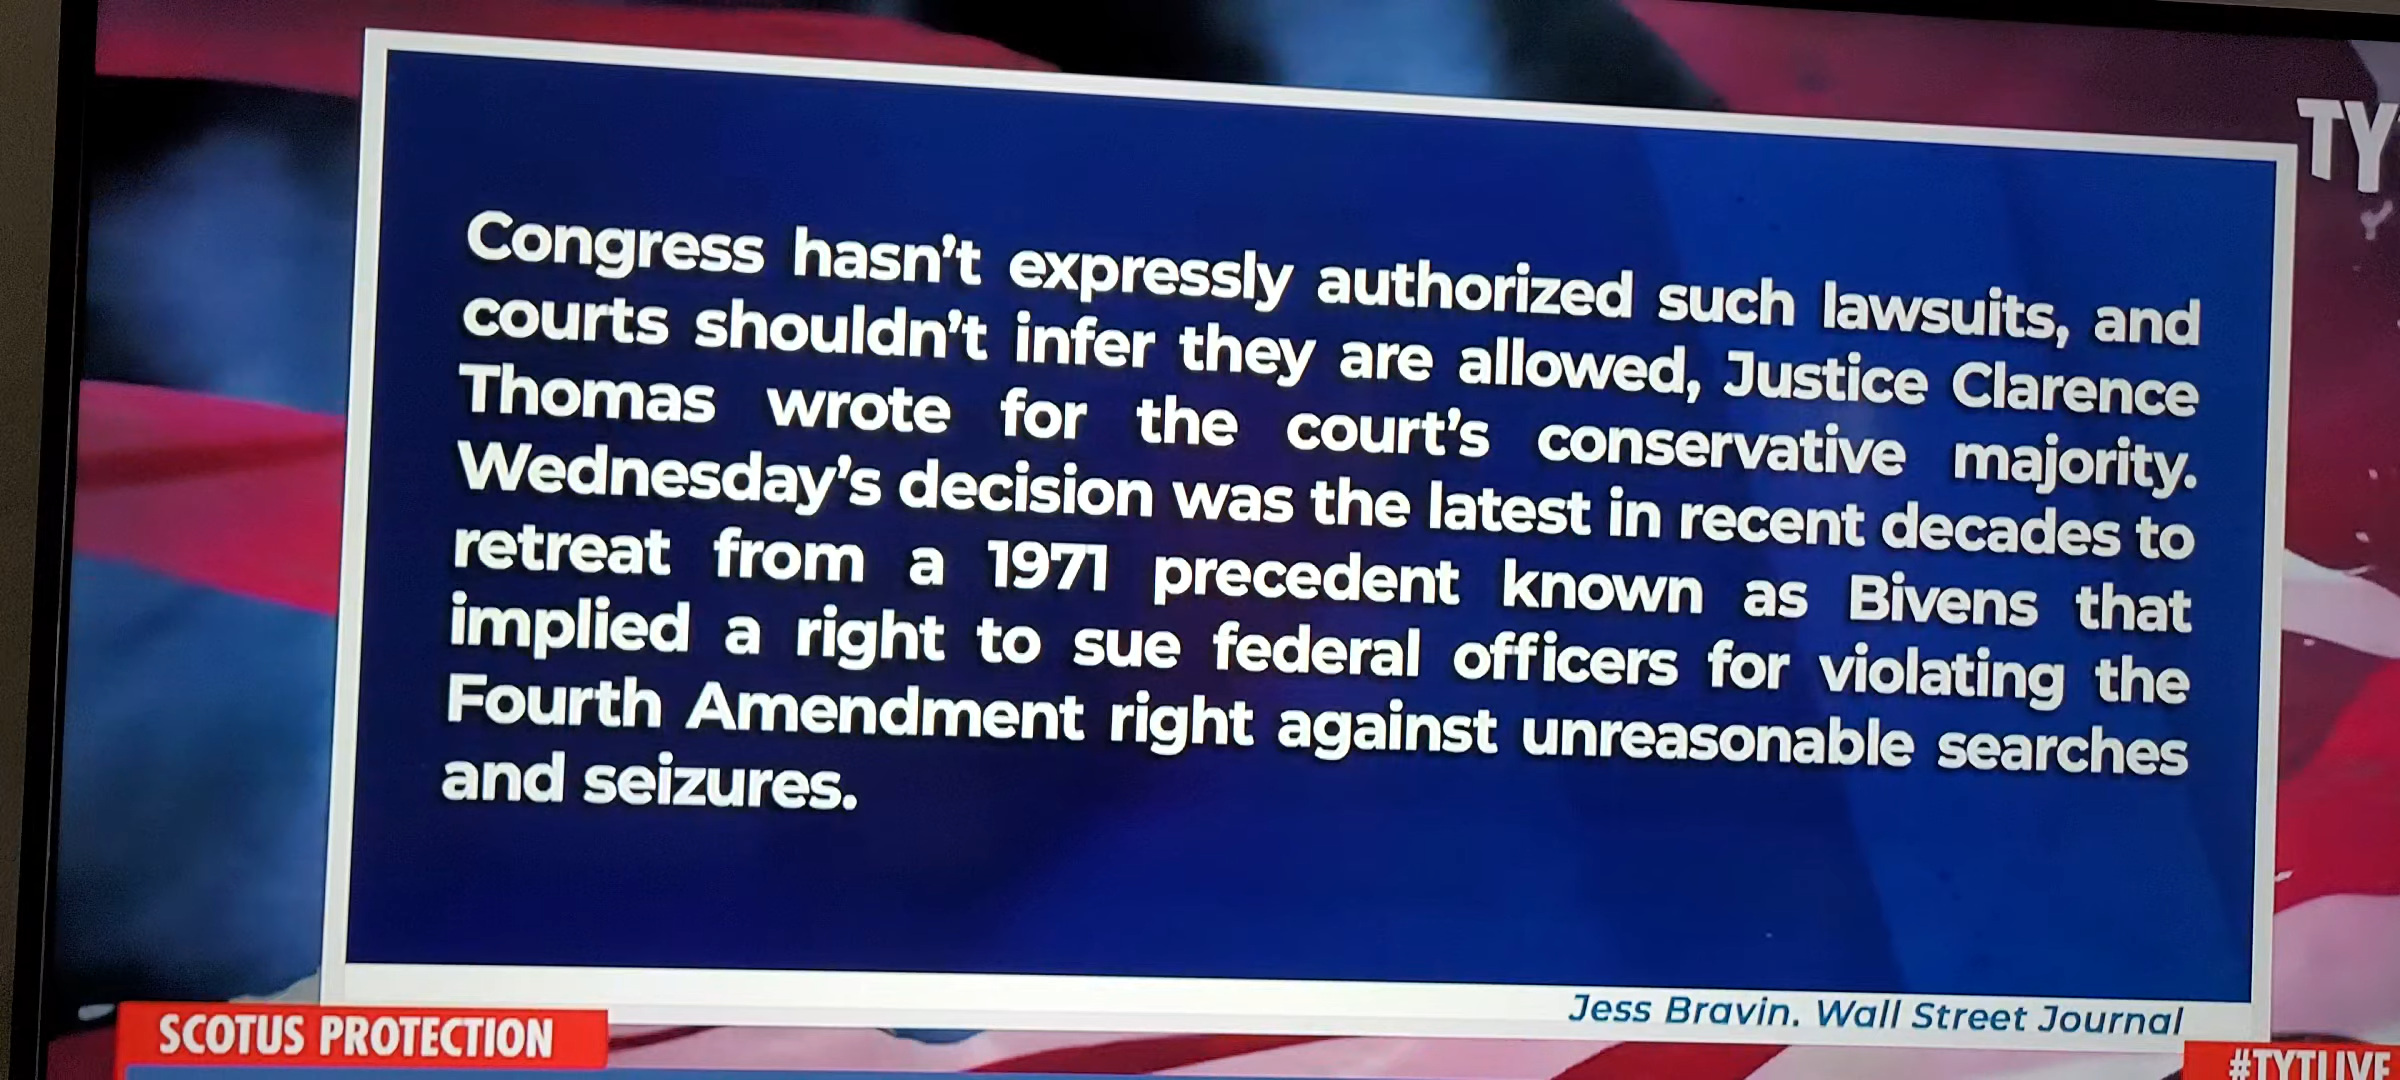 TY
Congress hasn't expressly authorized such lawsuits, and
courts shouldn't infer they are allowed, Justice Clarence
Thomas wrote for the court's conservative majority.
Wednesday's decision was the latest in recent decades to
retreat from a 1971 precedent known as Bivens that
implied a right to sue federal officers for violating the
Fourth Amendment right against unreasonable searches
and seizures.
Jess Bravin, Wall Street Journal
SCOTUS PROTECTION
#TYTLIVE